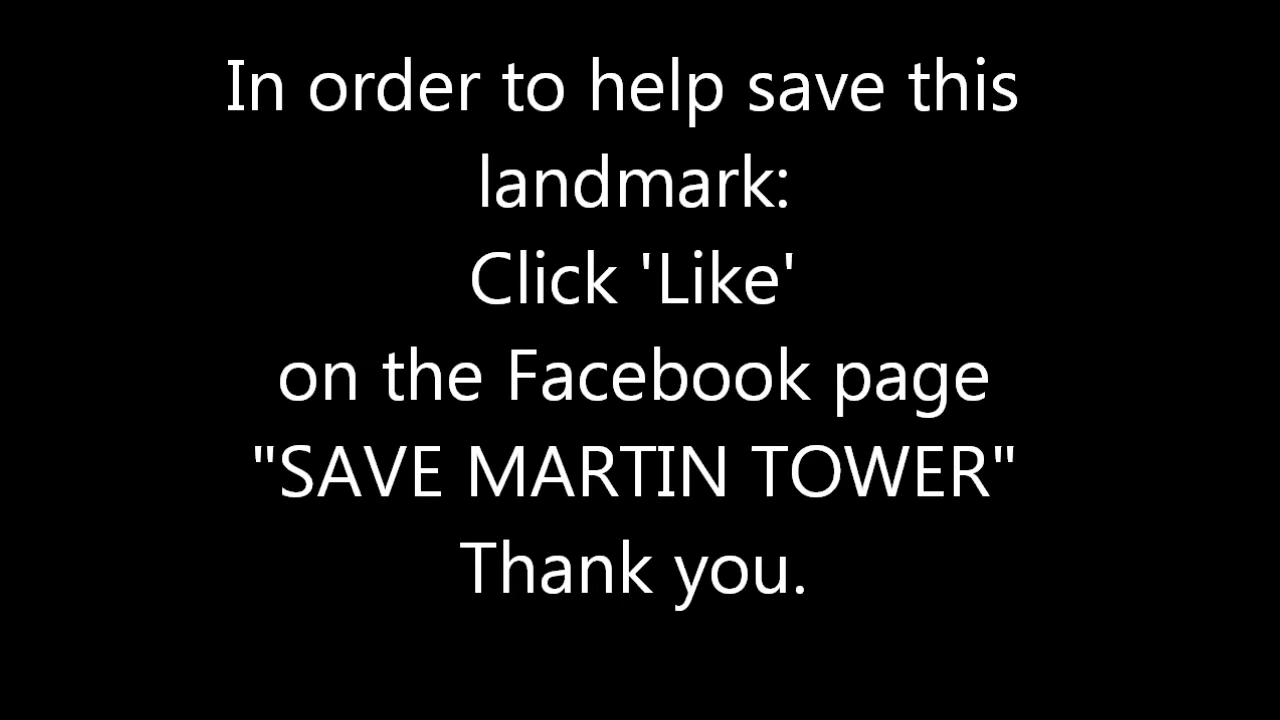 In order to help save this
landmark:
Click 'Like'
on the Facebook page
"SAVE MARTIN TOWER"
Thank you.